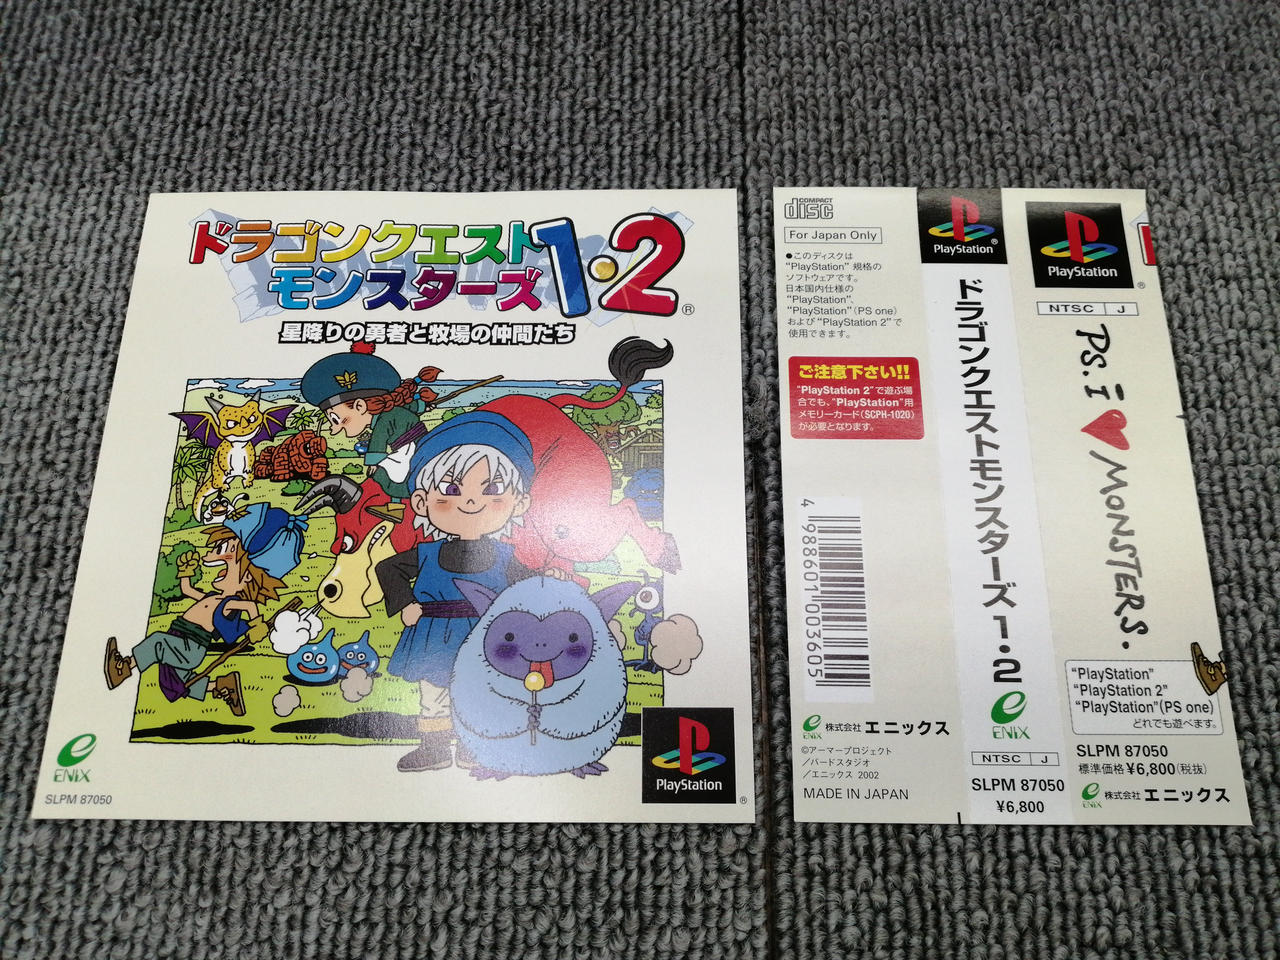 ドラゴンクエスト
モンスターズ1・2
®
星降りの勇者と牧場の仲間たち
ENIX
SLPM 87050
PlayStation
®
COMPACT
disc
For Japan Only
●このディスクは
"PlayStation" 規格の
ソフトウェアです。
日本国内仕様の
"PlayStation"、
"PlayStation"(PS one)
および "PlayStation 2" で
使用できます。
ご注意下さい!!
"PlayStation 2"で遊ぶ場
合でも、"PlayStation"用
メモリーカード(SCPH-1020)
が必要となります。
4 988601 003605
ENIX 株式会社 エニックス
©アーマープロジェクト
/バードスタジオ
/エニックス 2002
MADE IN JAPAN
PlayStation®
ドラゴンクエストモンスターズ1・2
ENIX
NTSC J
SLPM 87050
¥6,800
PlayStation
®
NTSC J
PS. i ♥ MONSTERS.
"PlayStation"
"PlayStation 2"
"PlayStation"(PS one)
どれでも遊べます。
SLPM 87050
標準価格¥6,800(税抜)
ENIX 株式会社 エニックス